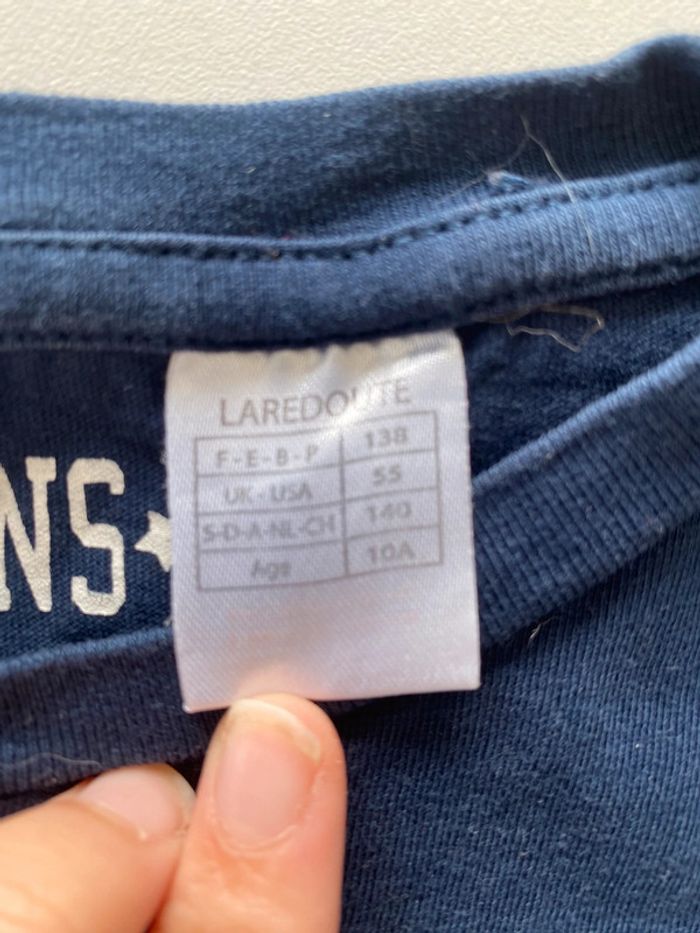 LAREDOUTE
F-E-B-P 138
UK-USA 55
S-D-A-NL-CH 140
Age 10A
NS